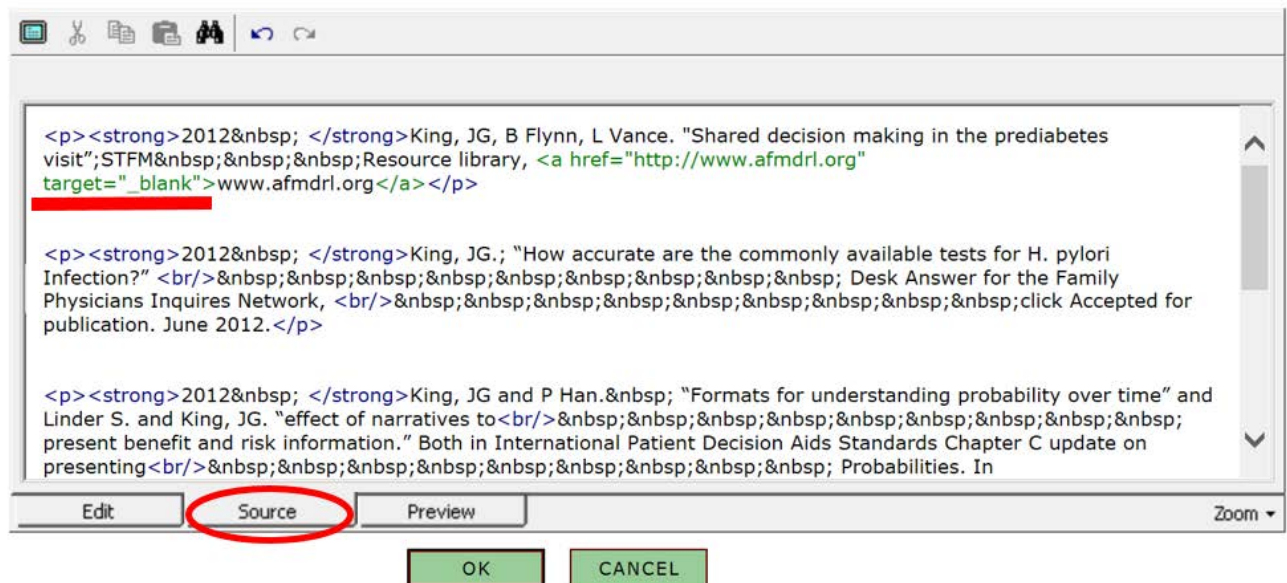 <p><strong>2012&nbsp; </strong>King, JG, B Flynn, L Vance. "Shared decision making in the prediabetes
visit”;STFM&nbsp;&nbsp;&nbsp;Resource library, <a href="http://www.afmdrl.org"
target="_blank">www.afmdrl.org</a></p>
<p><strong>2012&nbsp; </strong>King, JG.; “How accurate are the commonly available tests for H. pylori
Infection?” <br/>&nbsp;&nbsp;&nbsp;&nbsp;&nbsp;&nbsp;&nbsp;&nbsp;&nbsp; Desk Answer for the Family
Physicians Inquires Network, <br/>&nbsp;&nbsp;&nbsp;&nbsp;&nbsp;&nbsp;&nbsp;&nbsp;&nbsp;click Accepted for
publication. June 2012.</p>
<p><strong>2012&nbsp; </strong>King, JG and P Han.&nbsp; “Formats for understanding probability over time” and
Linder S. and King, JG. “effect of narratives to<br/>&nbsp;&nbsp;&nbsp;&nbsp;&nbsp;&nbsp;&nbsp;&nbsp;&nbsp;
present benefit and risk information.” Both in International Patient Decision Aids Standards Chapter C update on
presenting<br/>&nbsp;&nbsp;&nbsp;&nbsp;&nbsp;&nbsp;&nbsp;&nbsp;&nbsp; Probabilities. In
Edit Source Preview Zoom
OK CANCEL